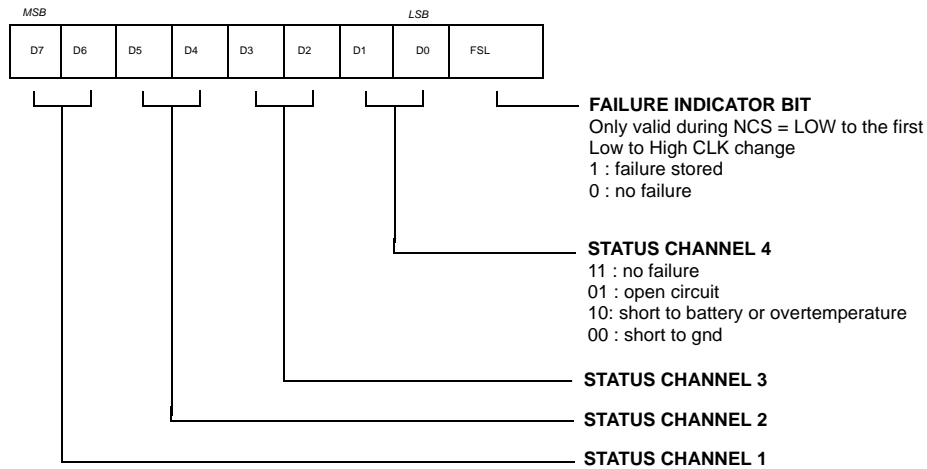 MSB LSB
D7 D6 D5 D4 D3 D2 D1 D0 FSL
FAILURE INDICATOR BIT
Only valid during NCS = LOW to the first
Low to High CLK change
1 : failure stored
0 : no failure
STATUS CHANNEL 4
11 : no failure
01 : open circuit
10: short to battery or overtemperature
00 : short to gnd
STATUS CHANNEL 3
STATUS CHANNEL 2
STATUS CHANNEL 1